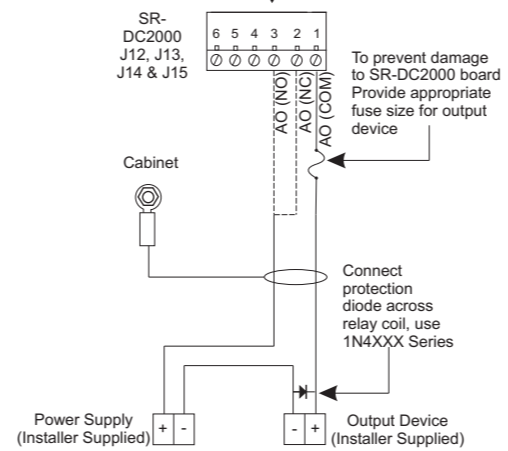 SR-
DC2000
J12, J13,
J14 & J15
6 5 4 3 2 1
AO (NO)
AO (NC)
AO (COM)
To prevent damage
to SR-DC2000 board
Provide appropriate
fuse size for output
device
Cabinet
Connect
protection
diode across
relay coil, use
1N4XXX Series
Power Supply
(Installer Supplied)
+ -
- +
Output Device
(Installer Supplied)